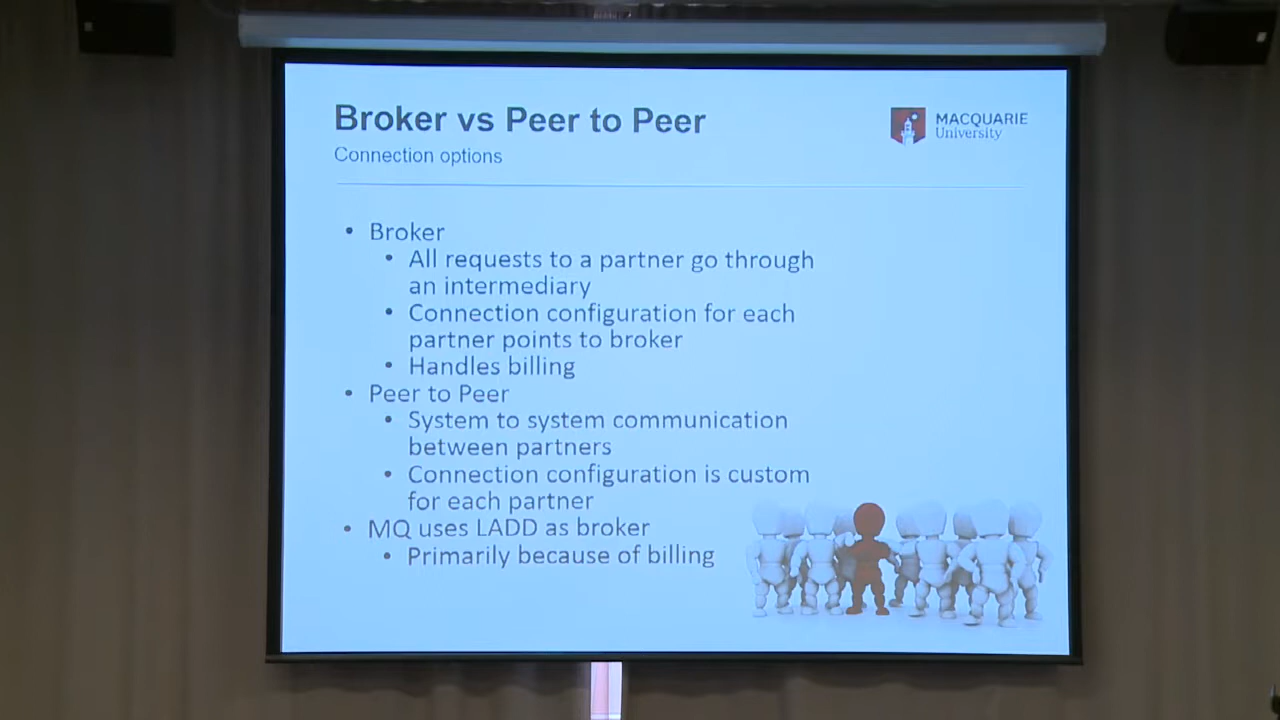 Broker vs Peer to Peer
MACQUARIE
University
Connection options
• Broker
• All requests to a partner go through
an intermediary
• Connection configuration for each
partner points to broker
• Handles billing
• Peer to Peer
• System to system communication
between partners
• Connection configuration is custom
for each partner
• MQ uses LADD as broker
• Primarily because of billing